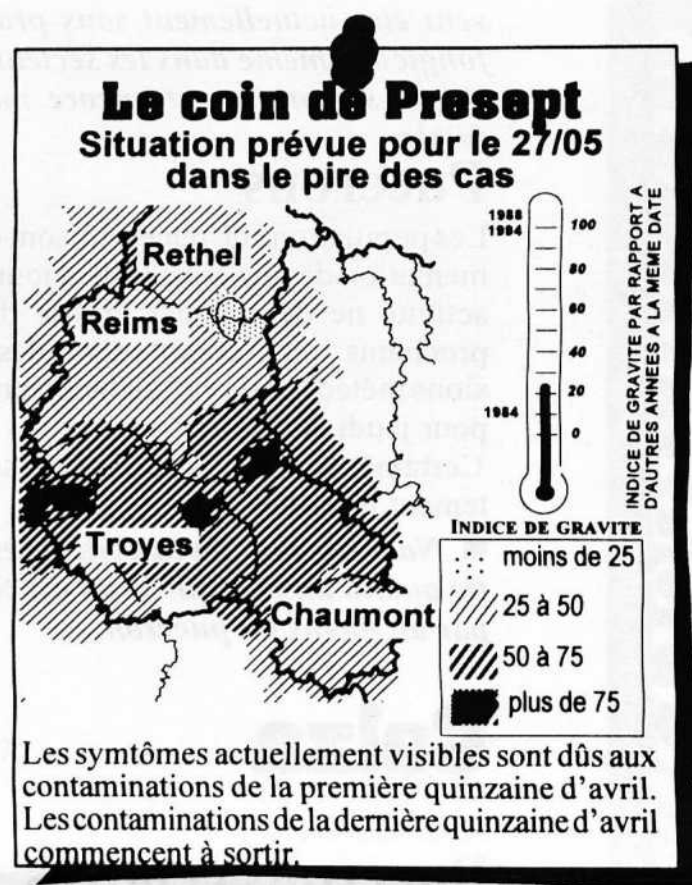 Le coin de Presept
Situation prévue pour le 27/05
dans le pire des cas
Rethel
Reims
Troyes
Chaumont
1988
1994
1984
100
80
60
40
20
0
INDICE DE GRAVITE PAR RAPPORT A
D'AUTRES ANNEES A LA MEME DATE
INDICE DE GRAVITE
moins de 25
25 à 50
50 à 75
plus de 75
Les symtômes actuellement visibles sont dûs aux
contaminations de la première quinzaine d'avril.
Les contaminations de la dernière quinzaine d'avril
commencent à sortir.